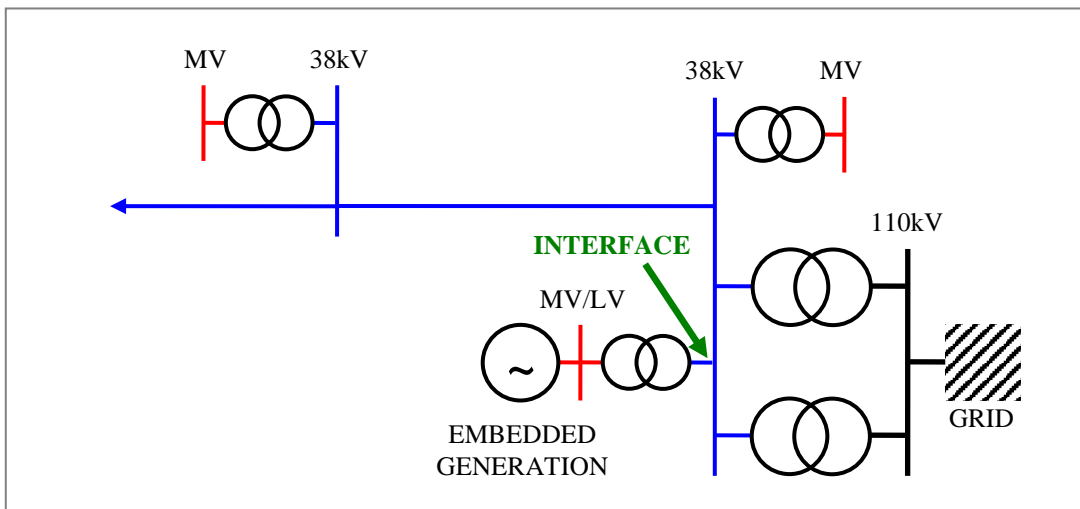 MV
38kV
38kV
MV
110kV
INTERFACE
MV/LV
~
EMBEDDED
GENERATION
GRID